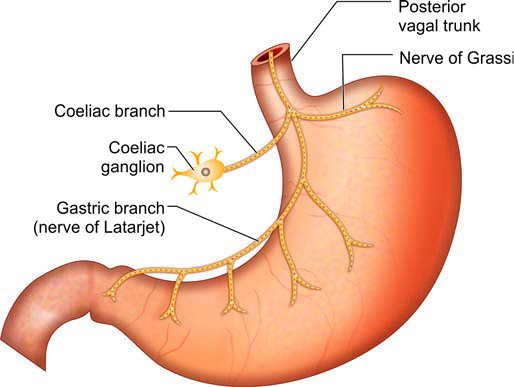 Posterior
vagal trunk
Nerve of Grassi
Coeliac branch
Coeliac
ganglion
Gastric branch
(nerve of Latarjet)